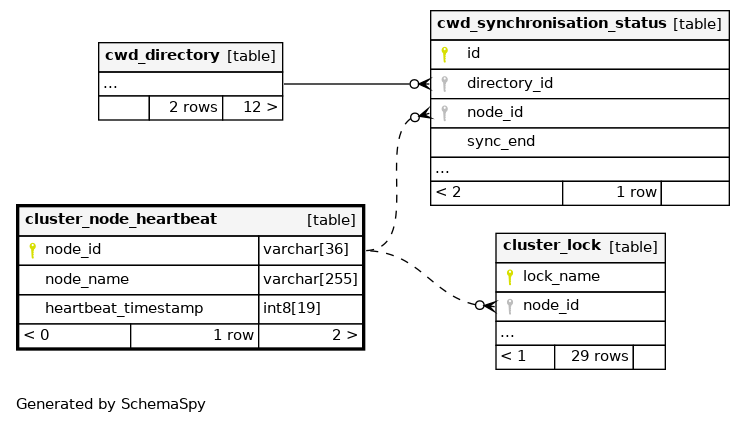 cwd_directory [table]
...
2 rows 12 >
cwd_synchronisation_status [table]
id
directory_id
node_id
sync_end
...
< 2 1 row
cluster_node_heartbeat [table]
node_id varchar[36]
node_name varchar[255]
heartbeat_timestamp int8[19]
< 0 1 row 2 >
cluster_lock [table]
lock_name
node_id
...
< 1 29 rows
Generated by SchemaSpy